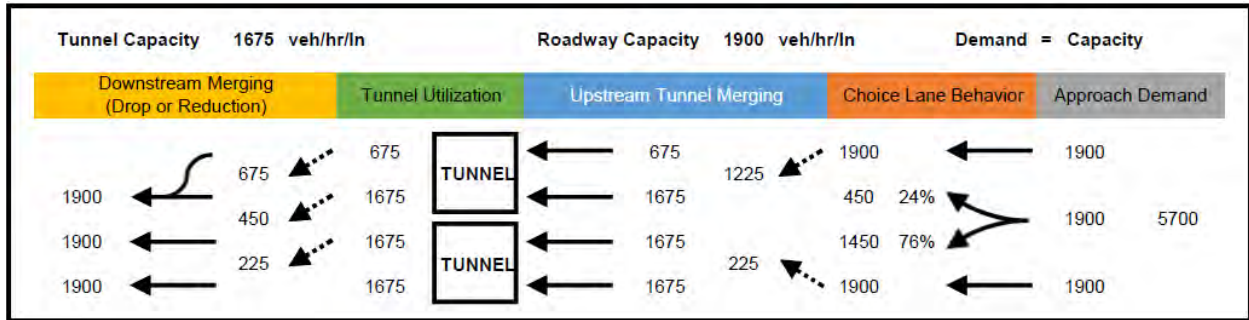 Tunnel Capacity 1675 veh/hr/ln Roadway Capacity 1900 veh/hr/ln Demand = Capacity
Downstream Merging
(Drop or Reduction)
Tunnel Utilization
Upstream Tunnel Merging
Choice Lane Behavior
Approach Demand
675 TUNNEL 675 1900 1900
675 1225
1900 1675 1675 450 24%
450 1900 5700
1900 1675 TUNNEL 1675 1450 76%
225 225
1900 1675 1675 1900 1900